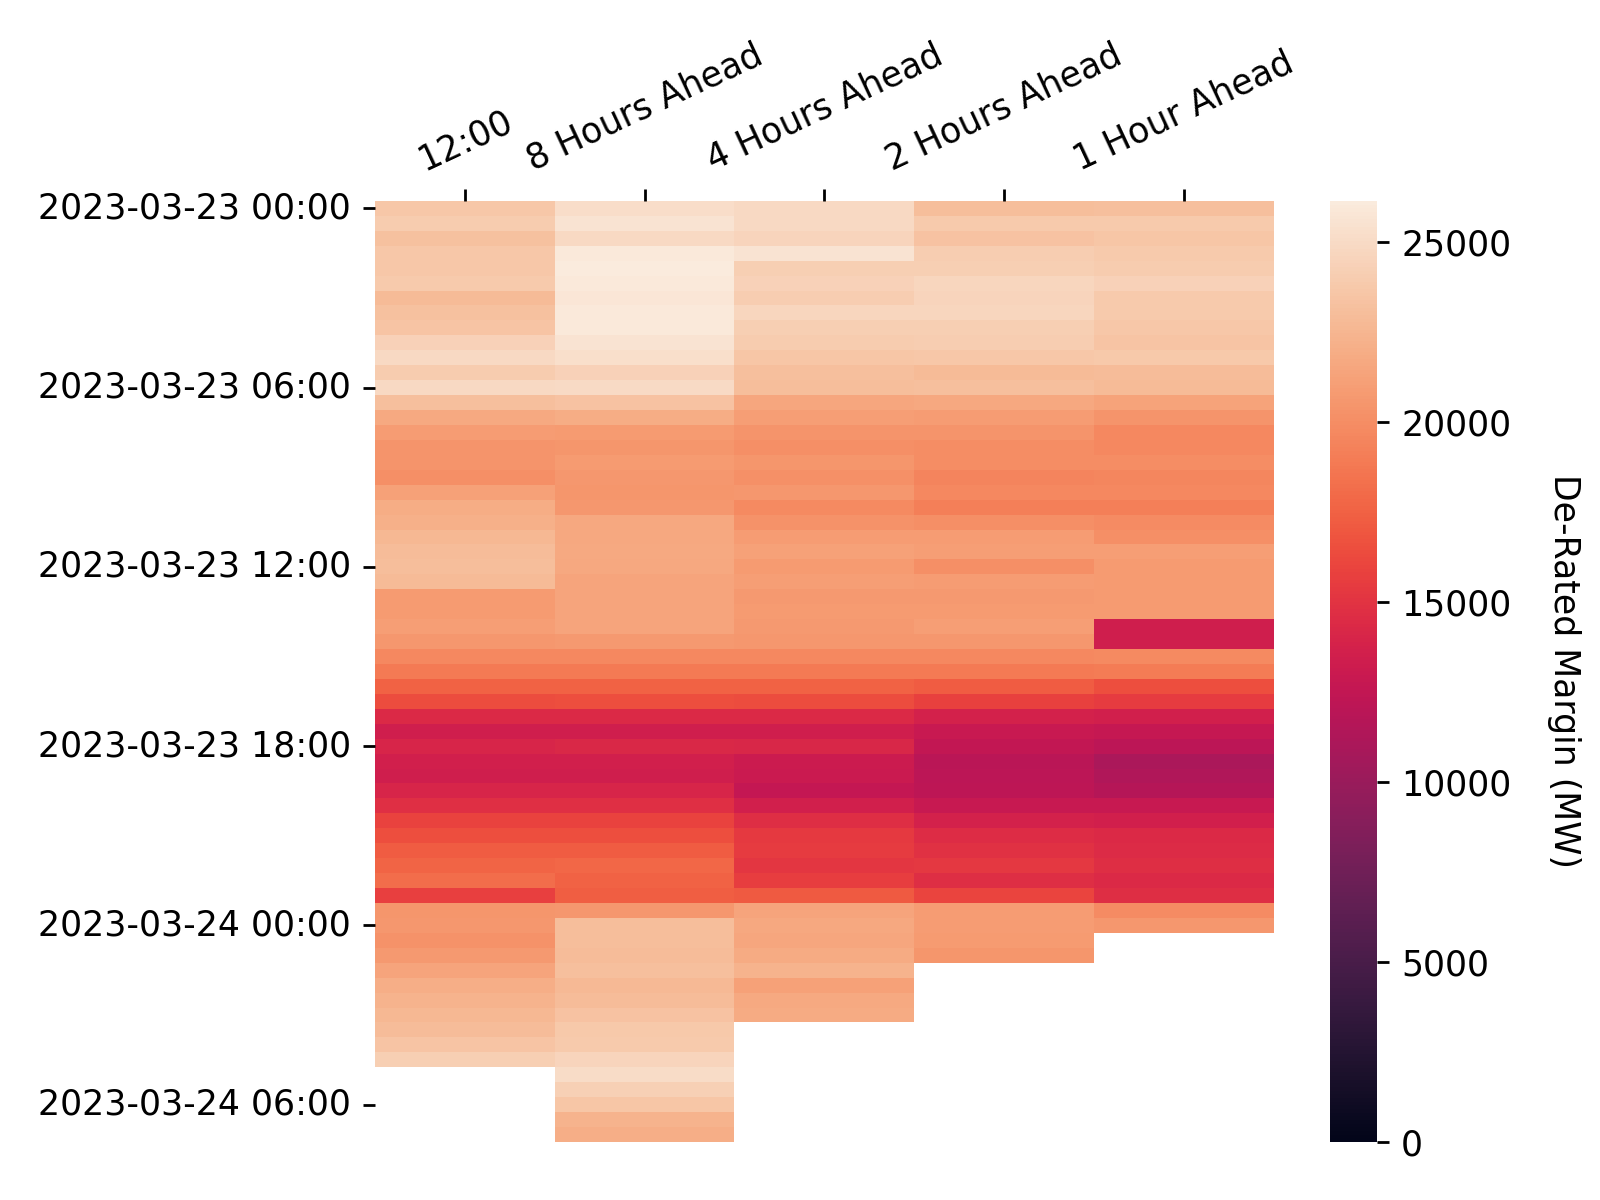 12:00
8 Hours Ahead
4 Hours Ahead
2 Hours Ahead
1 Hour Ahead
2023-03-23 00:00
2023-03-23 06:00
2023-03-23 12:00
2023-03-23 18:00
2023-03-24 00:00
2023-03-24 06:00
25000
20000
15000
10000
5000
0
De-Rated Margin (MW)